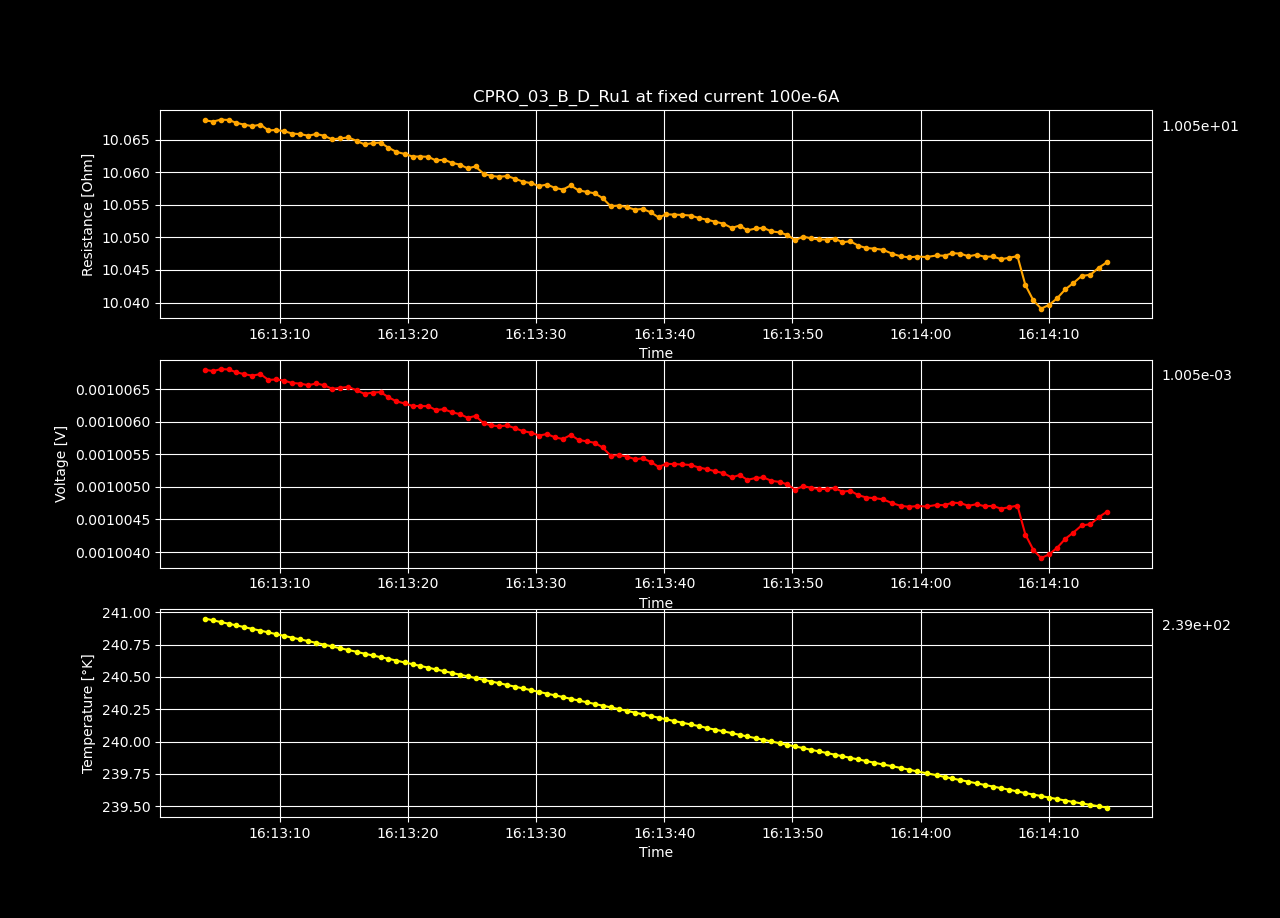 CPRO_03_B_D_Ru1 at fixed current 100e-6A
1.005e+01
Resistance [Ohm]
10.065
10.060
10.055
10.050
10.045
10.040
16:13:10 16:13:20 16:13:30 16:13:40 16:13:50 16:14:00 16:14:10
Time
1.005e-03
Voltage [V]
0.0010065
0.0010060
0.0010055
0.0010050
0.0010045
0.0010040
16:13:10 16:13:20 16:13:30 16:13:40 16:13:50 16:14:00 16:14:10
Time
2.39e+02
Temperature [°K]
241.00
240.75
240.50
240.25
240.00
239.75
239.50
16:13:10 16:13:20 16:13:30 16:13:40 16:13:50 16:14:00 16:14:10
Time